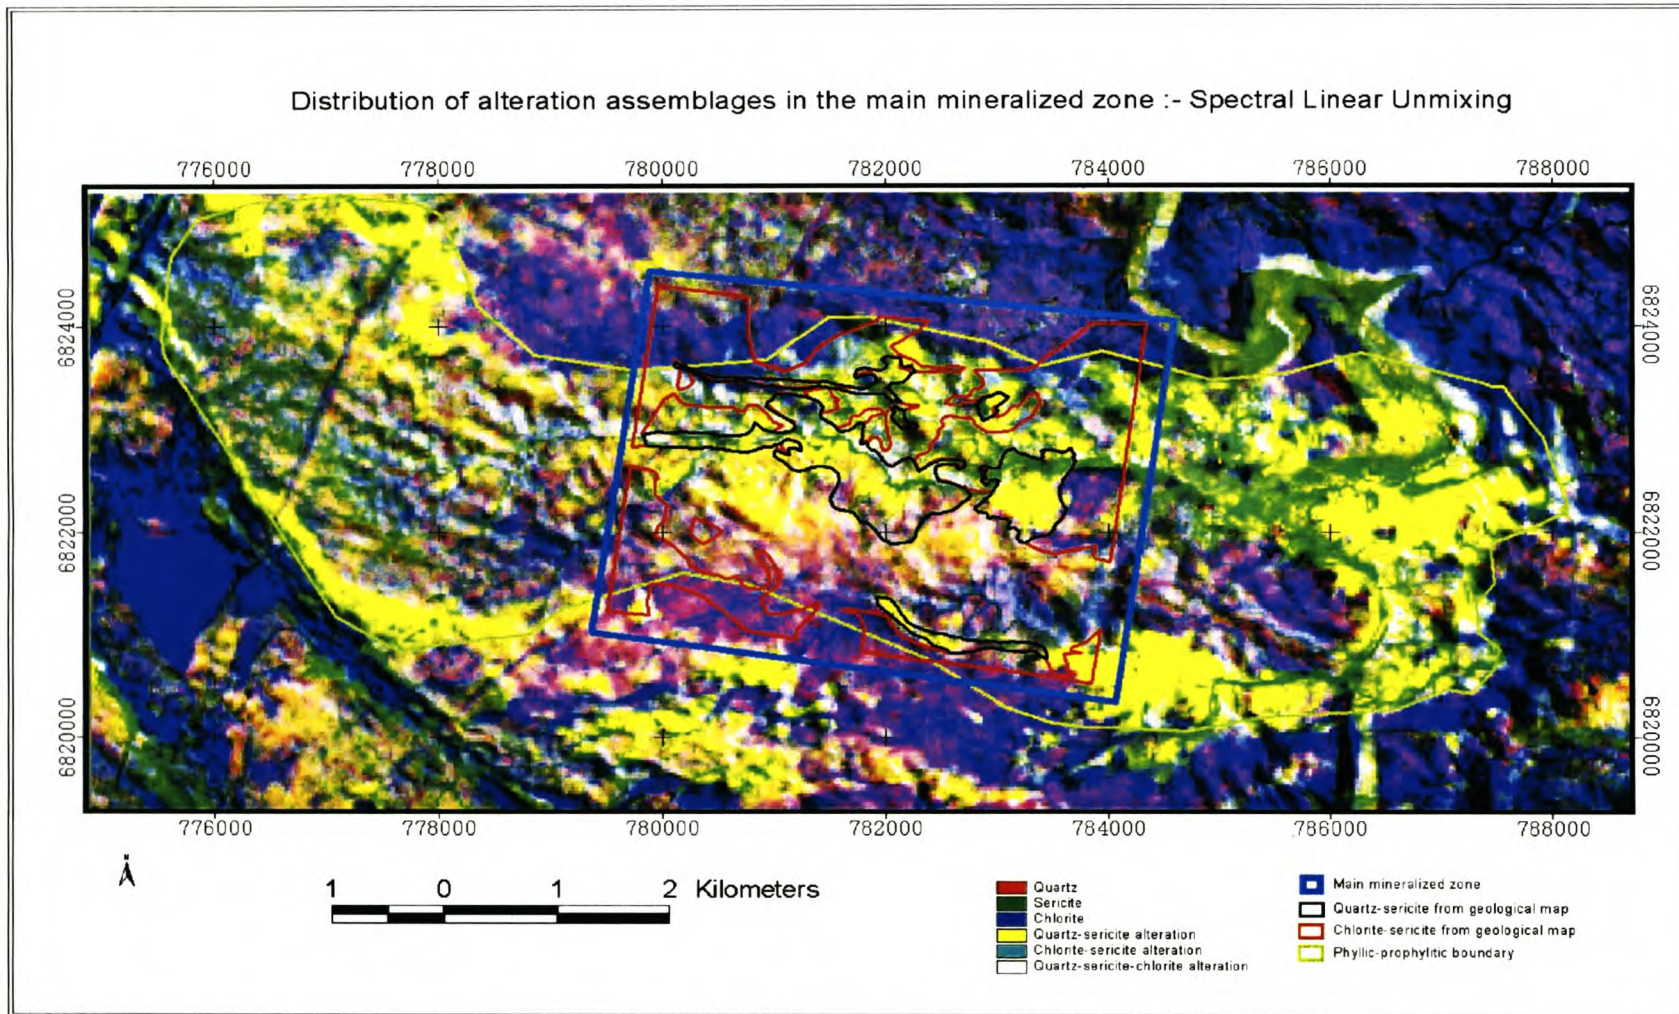 Distribution of alteration assemblages in the main mineralized zone :- Spectral Linear Unmixing
776000 778000 780000 782000 784000 786000 788000
6824000 6824000
6822000 6822000
6820000 6820000
776000 778000 780000 782000 784000 786000 788000
N
1 0 1 2 Kilometers
Quartz
Sericite
Chlorite
Quartz-sericite alteration
Chlorite-sericite alteration
Quartz-sericite-chlorite alteration
Main mineralized zone
Quartz-sericite from geological map
Chlorite-sericite from geological map
Phyllic-prophylitic boundary